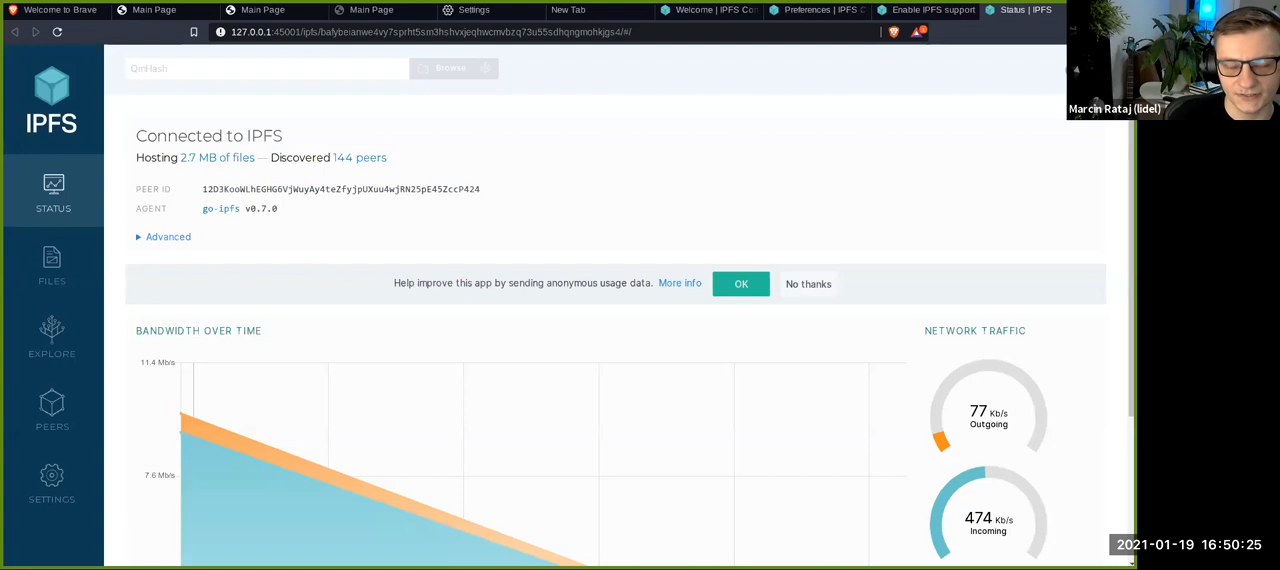 Welcome to Brave
Main Page
Main Page
Main Page
Settings
New Tab
Welcome | IPFS Con
Preferences | IPFS C
Enable IPFS support
Status | IPFS
127.0.0.1:45001/ipfs/bafybeianwe4vy7sprht5sm3hshvxjeqhwcmvbzq73u55sdhqngmohkjgs4/#/
Marcin Rataj (lidel)
IPFS
QmHash
Browse
Connected to IPFS
Hosting 2.7 MB of files — Discovered 144 peers
PEER ID 12D3KooWLhEGHG6VjWuyAy4teZfyjpUXuu4wjRN25pE45ZccP424
AGENT go-ipfs v0.7.0
Advanced
STATUS
FILES
EXPLORE
PEERS
SETTINGS
Help improve this app by sending anonymous usage data. More info OK No thanks
BANDWIDTH OVER TIME
11.4 Mb/s
7.6 Mb/s
NETWORK TRAFFIC
77 Kb/s
Outgoing
474 Kb/s
Incoming
2021-01-19 16:50:25